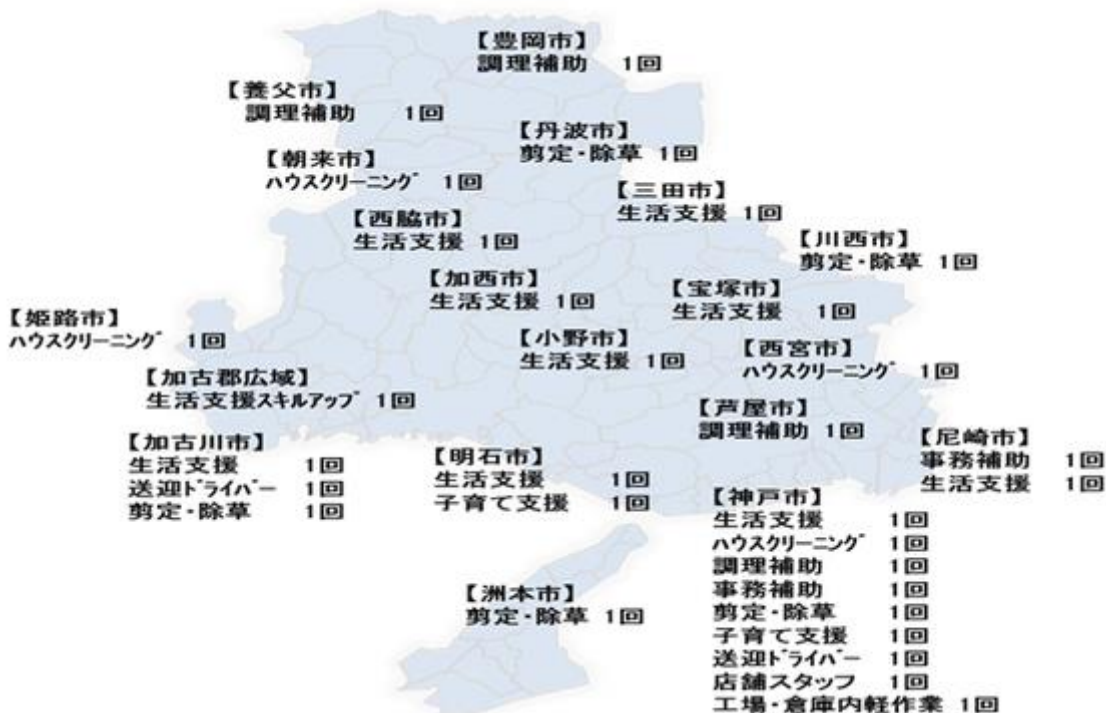 【豊岡市】
調理補助 1回
【養父市】
調理補助 1回
【丹波市】
剪定・除草 1回
【朝来市】
ハウスクリーニング 1回
【三田市】
生活支援 1回
【西脇市】
生活支援 1回
【川西市】
剪定・除草 1回
【加西市】
生活支援 1回
【宝塚市】
生活支援 1回
【姫路市】
ハウスクリーニング 1回
【小野市】
生活支援 1回
【西宮市】
ハウスクリーニング 1回
【加古郡広域】
生活支援スキルアップ 1回
【芦屋市】
調理補助 1回
【加古川市】
生活支援 1回
送迎ドライバー 1回
剪定・除草 1回
【明石市】
生活支援 1回
子育て支援 1回
【尼崎市】
事務補助 1回
生活支援 1回
【神戸市】
生活支援 1回
ハウスクリーニング 1回
調理補助 1回
事務補助 1回
剪定・除草 1回
子育て支援 1回
送迎ドライバー 1回
店舗スタッフ 1回
工場・倉庫内軽作業 1回
【洲本市】
剪定・除草 1回